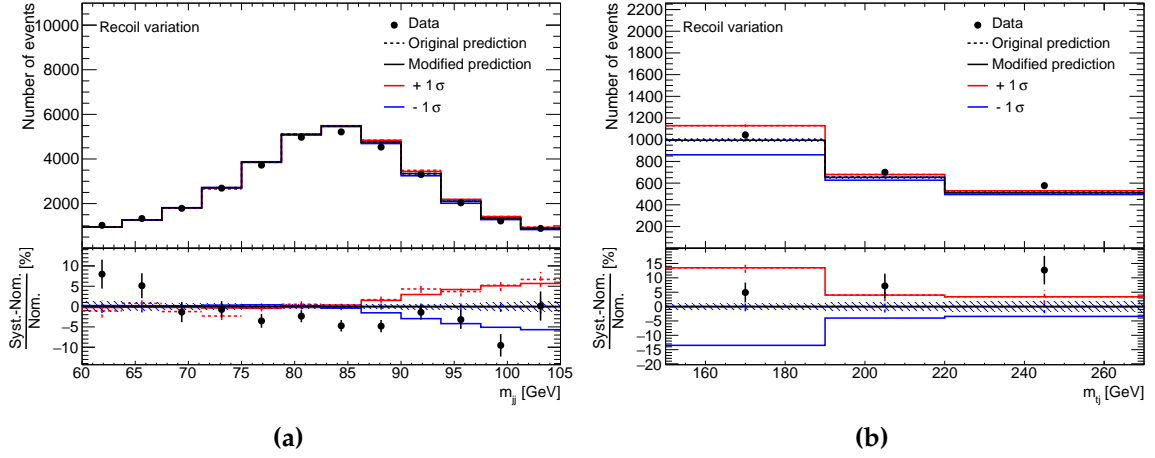 Number of events
10000
8000
6000
4000
2000
Recoil variation
Data
Original prediction
Modified prediction
+ 1 σ
- 1 σ
Syst.-Nom. [%]
Nom.
10
5
0
−5
−10
60 65 70 75 80 85 90 95 100 105
m_jj [GeV]
(a)
Number of events
2200
2000
1800
1600
1400
1200
1000
800
600
400
200
Recoil variation
Data
Original prediction
Modified prediction
+ 1 σ
- 1 σ
Syst.-Nom. [%]
Nom.
15
10
5
0
−5
−10
−15
−20
160 180 200 220 240 260
m_tj [GeV]
(b)